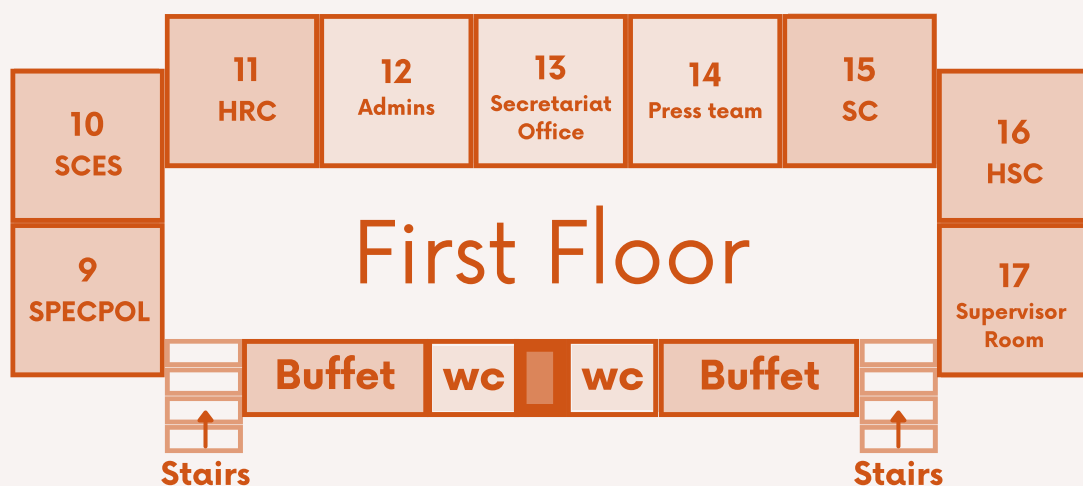 11
HRC
12
Admins
13
Secretariat
Office
14
Press team
15
SC
10
SCES
16
HSC
First Floor
9
SPECPOL
17
Supervisor
Room
Buffet
wc
wc
Buffet
Stairs
Stairs